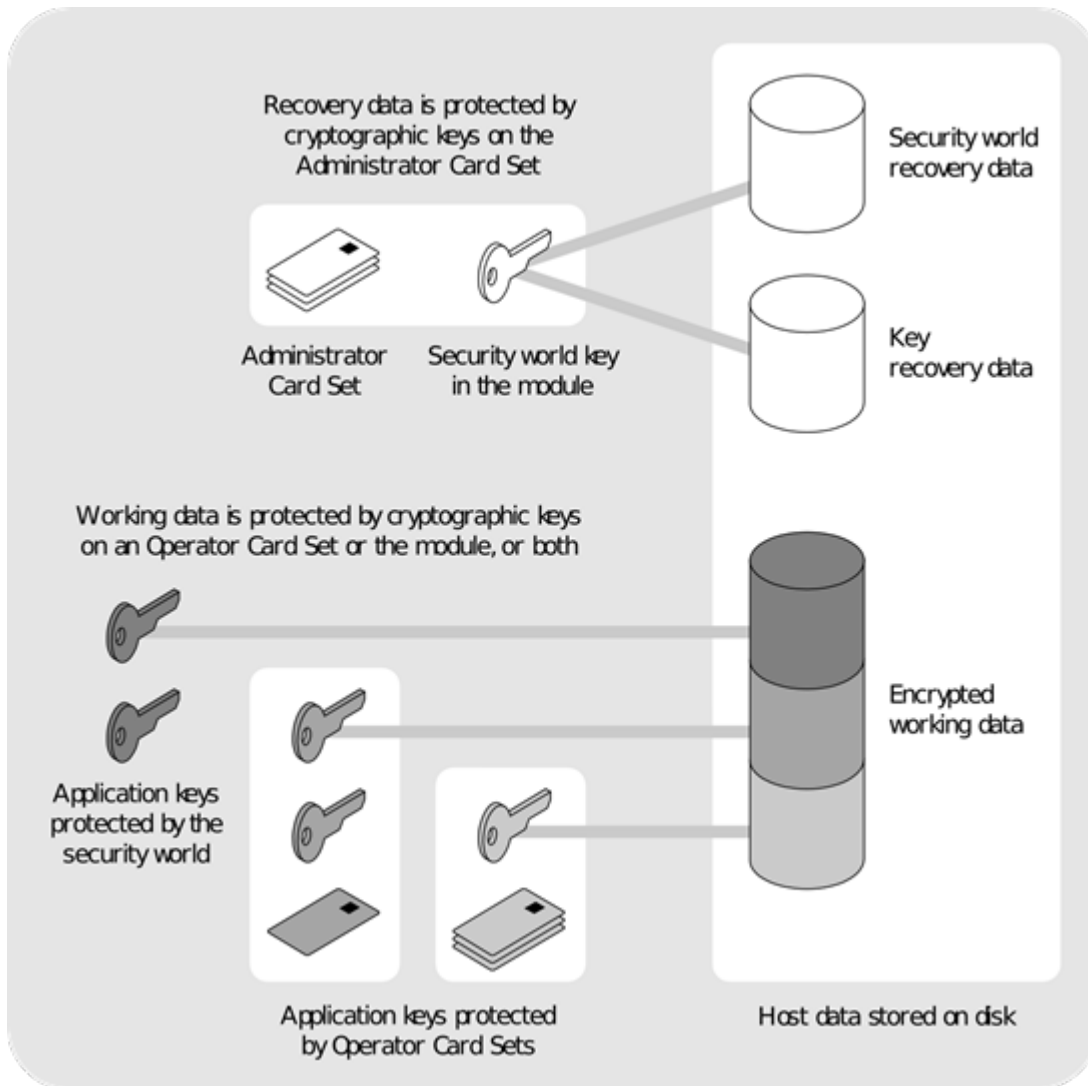 Recovery data is protected by
cryptographic keys on the
Administrator Card Set
Security world
recovery data
Administrator
Card Set
Security world key
in the module
Key
recovery data
Working data is protected by cryptographic keys
on an Operator Card Set or the module, or both
Encrypted
working data
Application keys
protected by the
security world
Application keys protected
by Operator Card Sets
Host data stored on disk